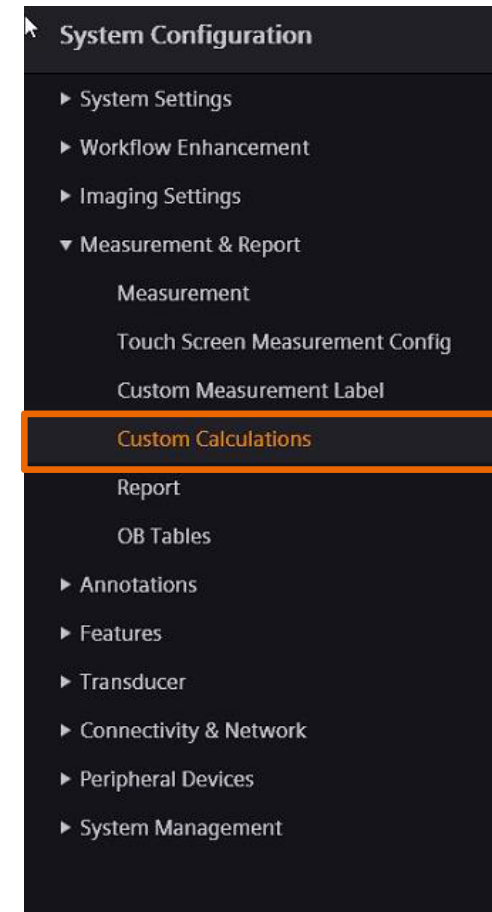 System Configuration
System Settings
Workflow Enhancement
Imaging Settings
Measurement & Report
Measurement
Touch Screen Measurement Config
Custom Measurement Label
Custom Calculations
Report
OB Tables
Annotations
Features
Transducer
Connectivity & Network
Peripheral Devices
System Management